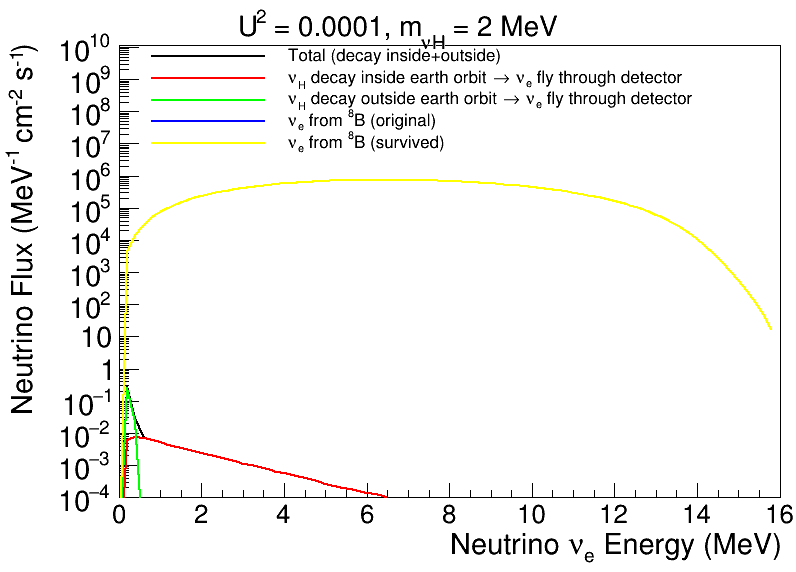 U² = 0.0001, m_νH = 2 MeV
Total (decay inside+outside)
ν_H decay inside earth orbit → ν_e fly through detector
ν_H decay outside earth orbit → ν_e fly through detector
ν_e from ⁸B (original)
ν_e from ⁸B (survived)
Neutrino Flux (MeV⁻¹ cm⁻² s⁻¹)
10¹⁰
10⁹
10⁸
10⁷
10⁶
10⁵
10⁴
10³
10²
10
1
10⁻¹
10⁻²
10⁻³
10⁻⁴
0 2 4 6 8 10 12 14 16
Neutrino ν_e Energy (MeV)